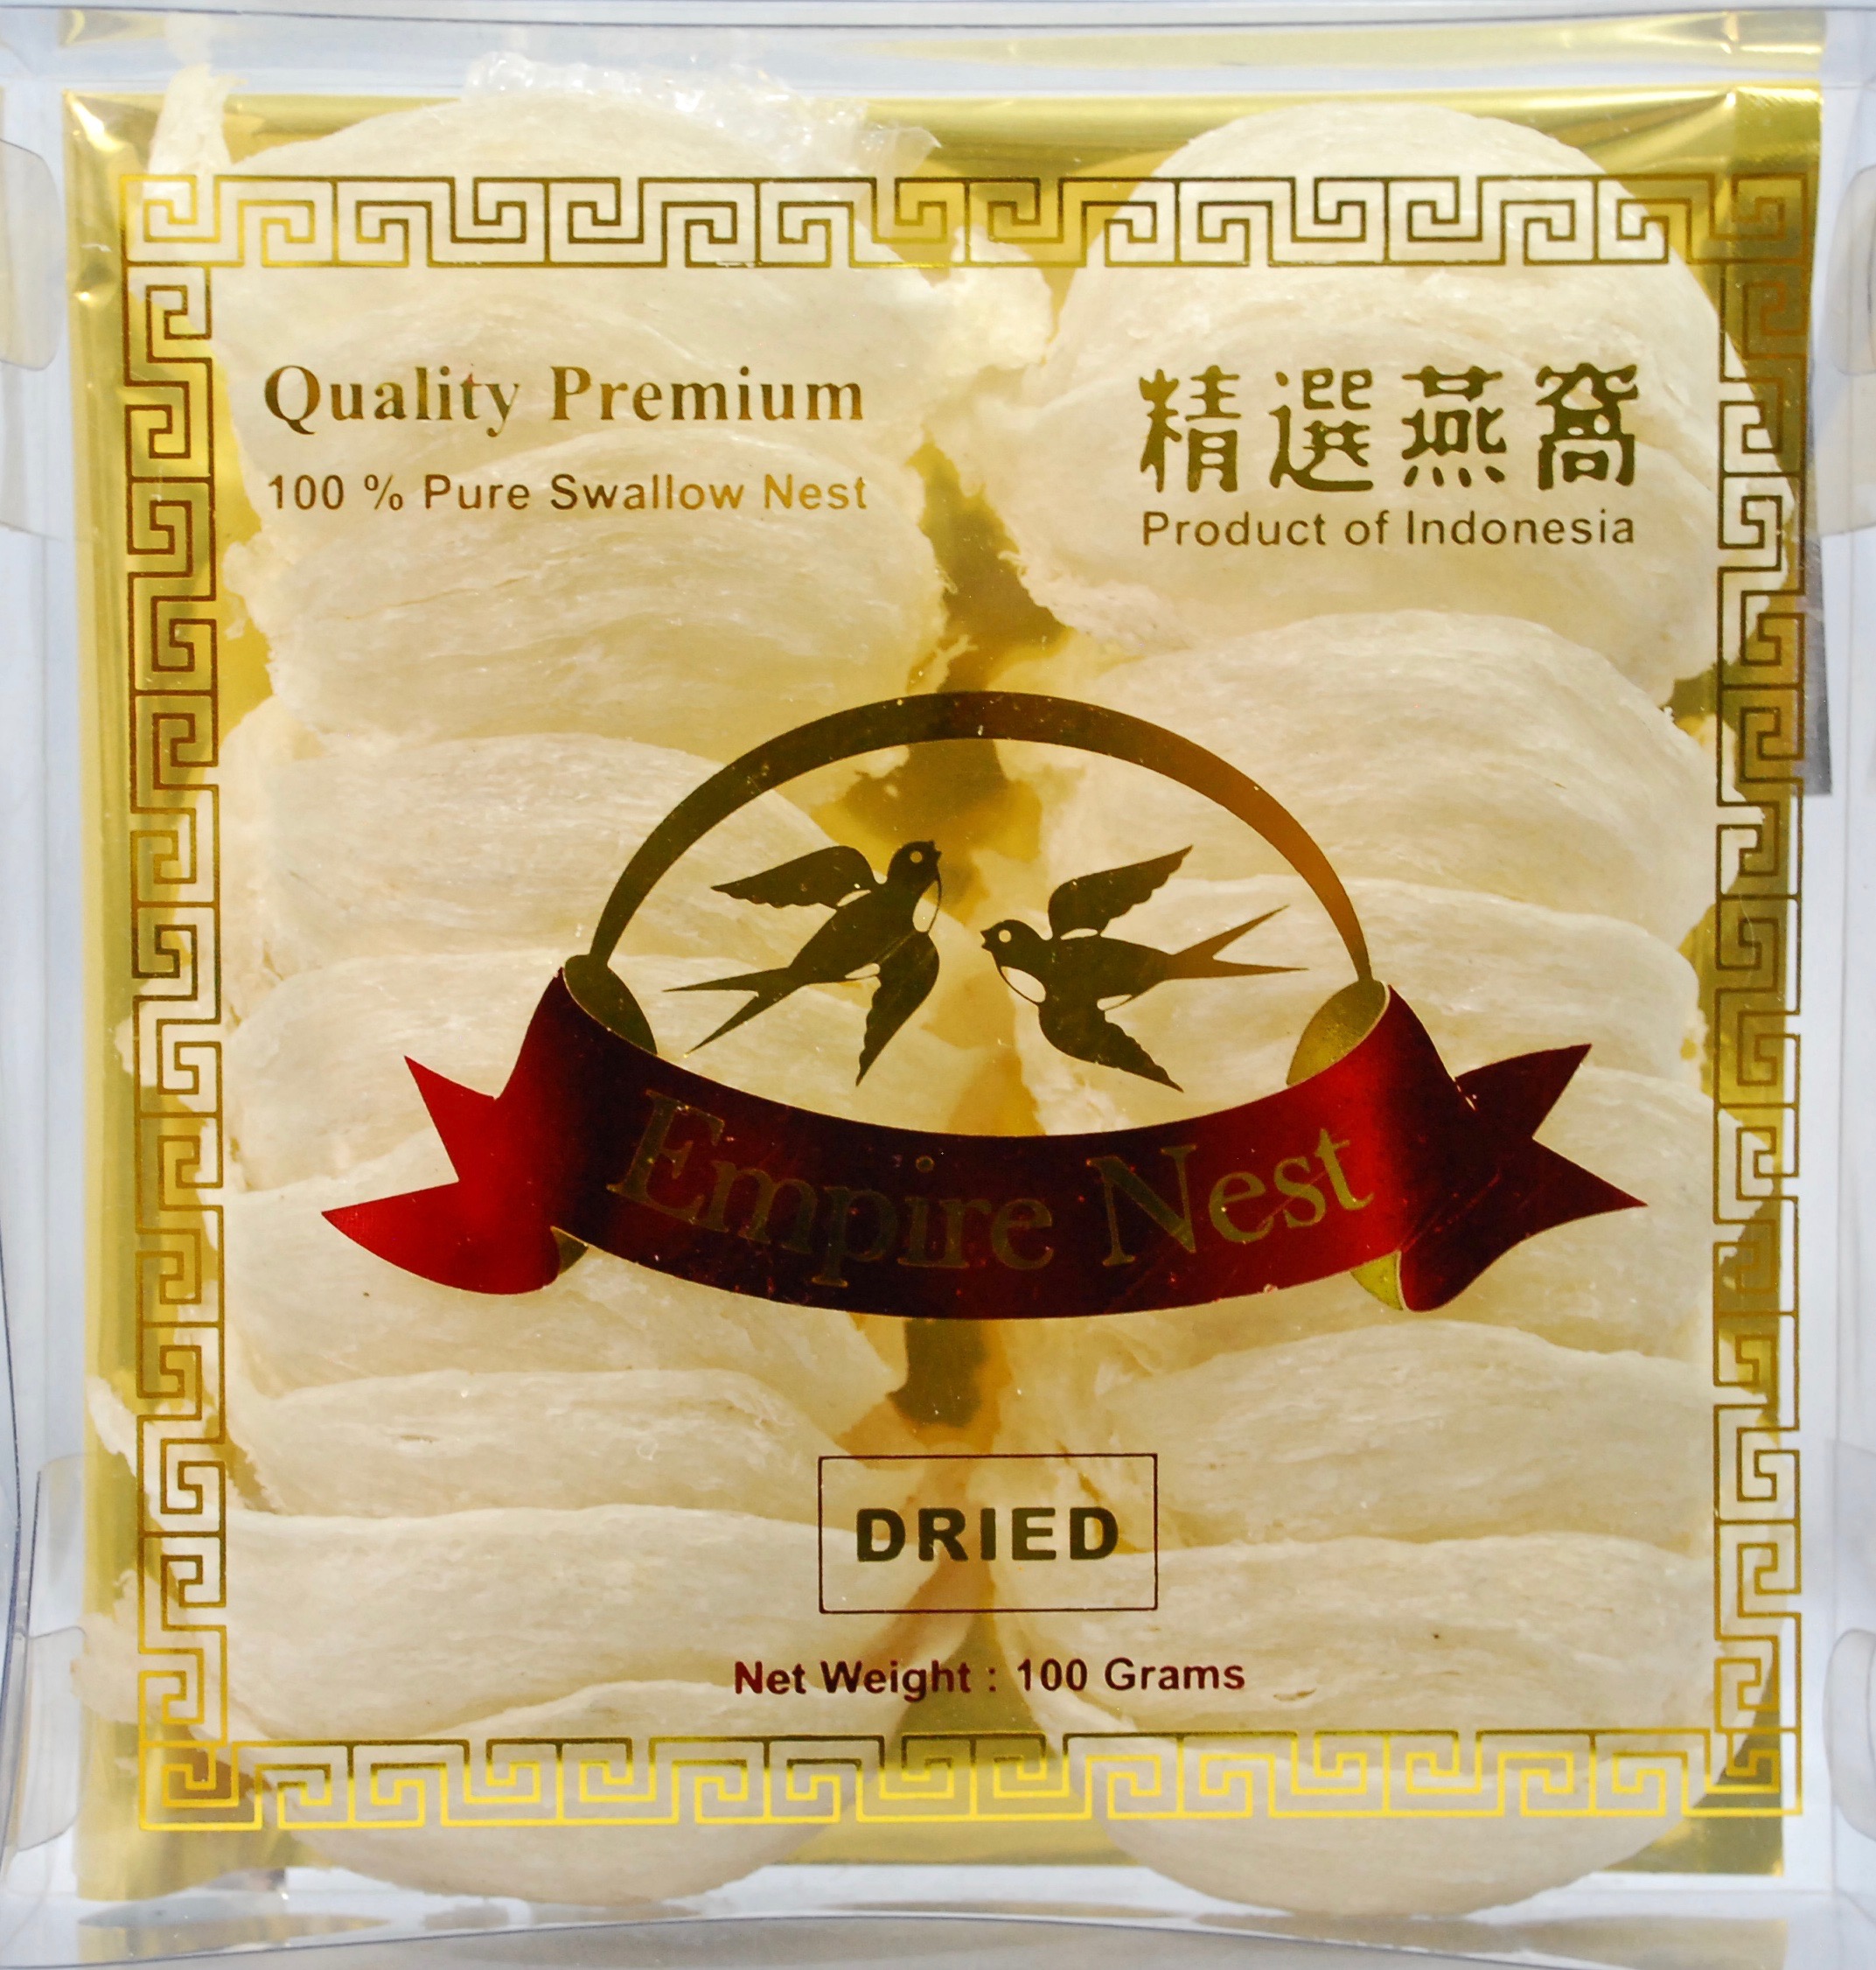 Quality Premium
100 % Pure Swallow Nest
精選燕窩
Product of Indonesia
Empire Nest
DRIED
Net Weight : 100 Grams